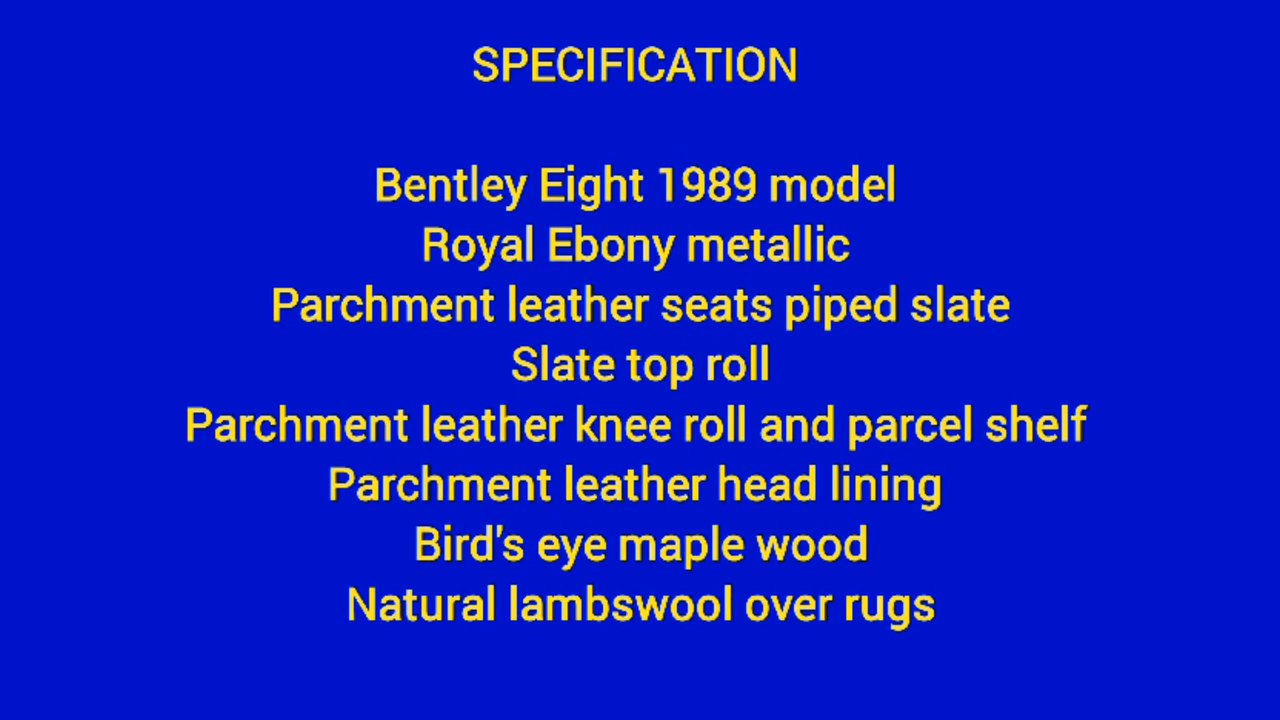 SPECIFICATION
Bentley Eight 1989 model
Royal Ebony metallic
Parchment leather seats piped slate
Slate top roll
Parchment leather knee roll and parcel shelf
Parchment leather head lining
Bird's eye maple wood
Natural lambswool over rugs